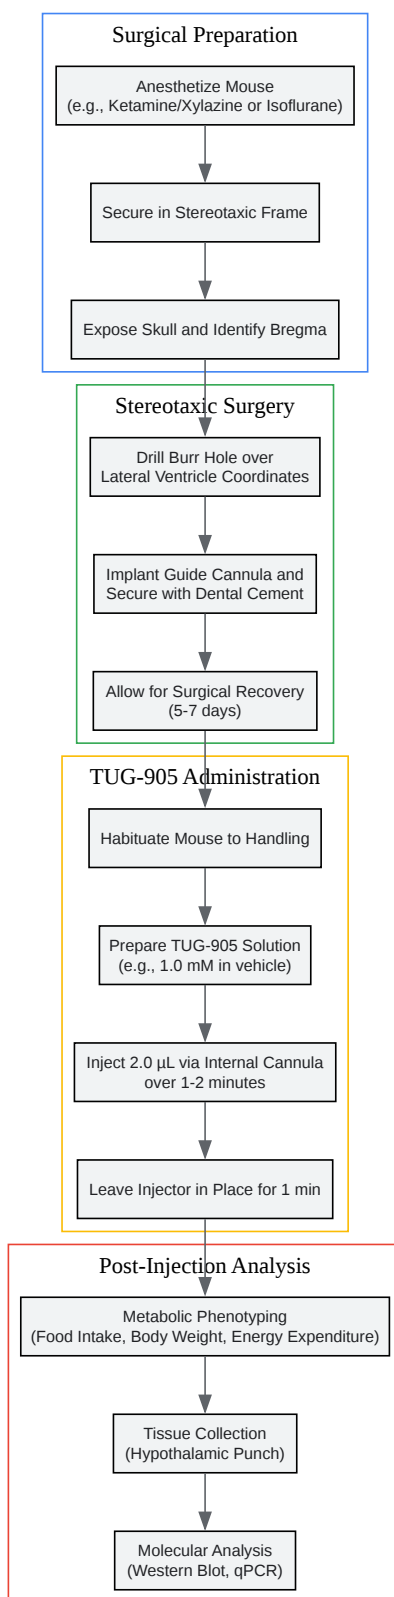 Surgical Preparation
Anesthetize Mouse
(e.g., Ketamine/Xylazine or Isoflurane)
Secure in Stereotaxic Frame
Expose Skull and Identify Bregma
Stereotaxic Surgery
Drill Burr Hole over
Lateral Ventricle Coordinates
Implant Guide Cannula and
Secure with Dental Cement
Allow for Surgical Recovery
(5-7 days)
TUG-905 Administration
Habituate Mouse to Handling
Prepare TUG-905 Solution
(e.g., 1.0 mM in vehicle)
Inject 2.0 µL via Internal Cannula
over 1-2 minutes
Leave Injector in Place for 1 min
Post-Injection Analysis
Metabolic Phenotyping
(Food Intake, Body Weight, Energy Expenditure)
Tissue Collection
(Hypothalamic Punch)
Molecular Analysis
(Western Blot, qPCR)